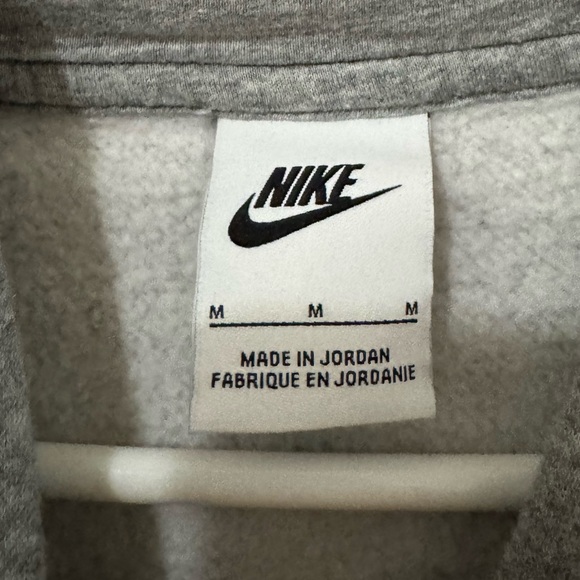 NIKE
M M M
MADE IN JORDAN
FABRIQUE EN JORDANIE